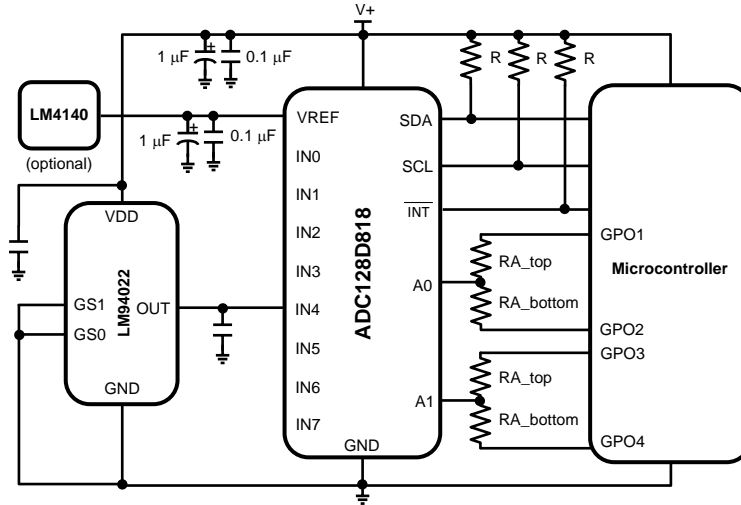 V+
1 μF
+
0.1 μF
R
R
R
LM4140
(optional)
1 μF
+
0.1 μF
VREF
IN0
IN1
IN2
IN3
IN4
IN5
IN6
IN7
GND
ADC128D818
SDA
SCL
INT
A0
A1
VDD
GS1
GS0
OUT
GND
LM94022
RA_top
RA_bottom
RA_top
RA_bottom
GPO1
Microcontroller
GPO2
GPO3
GPO4